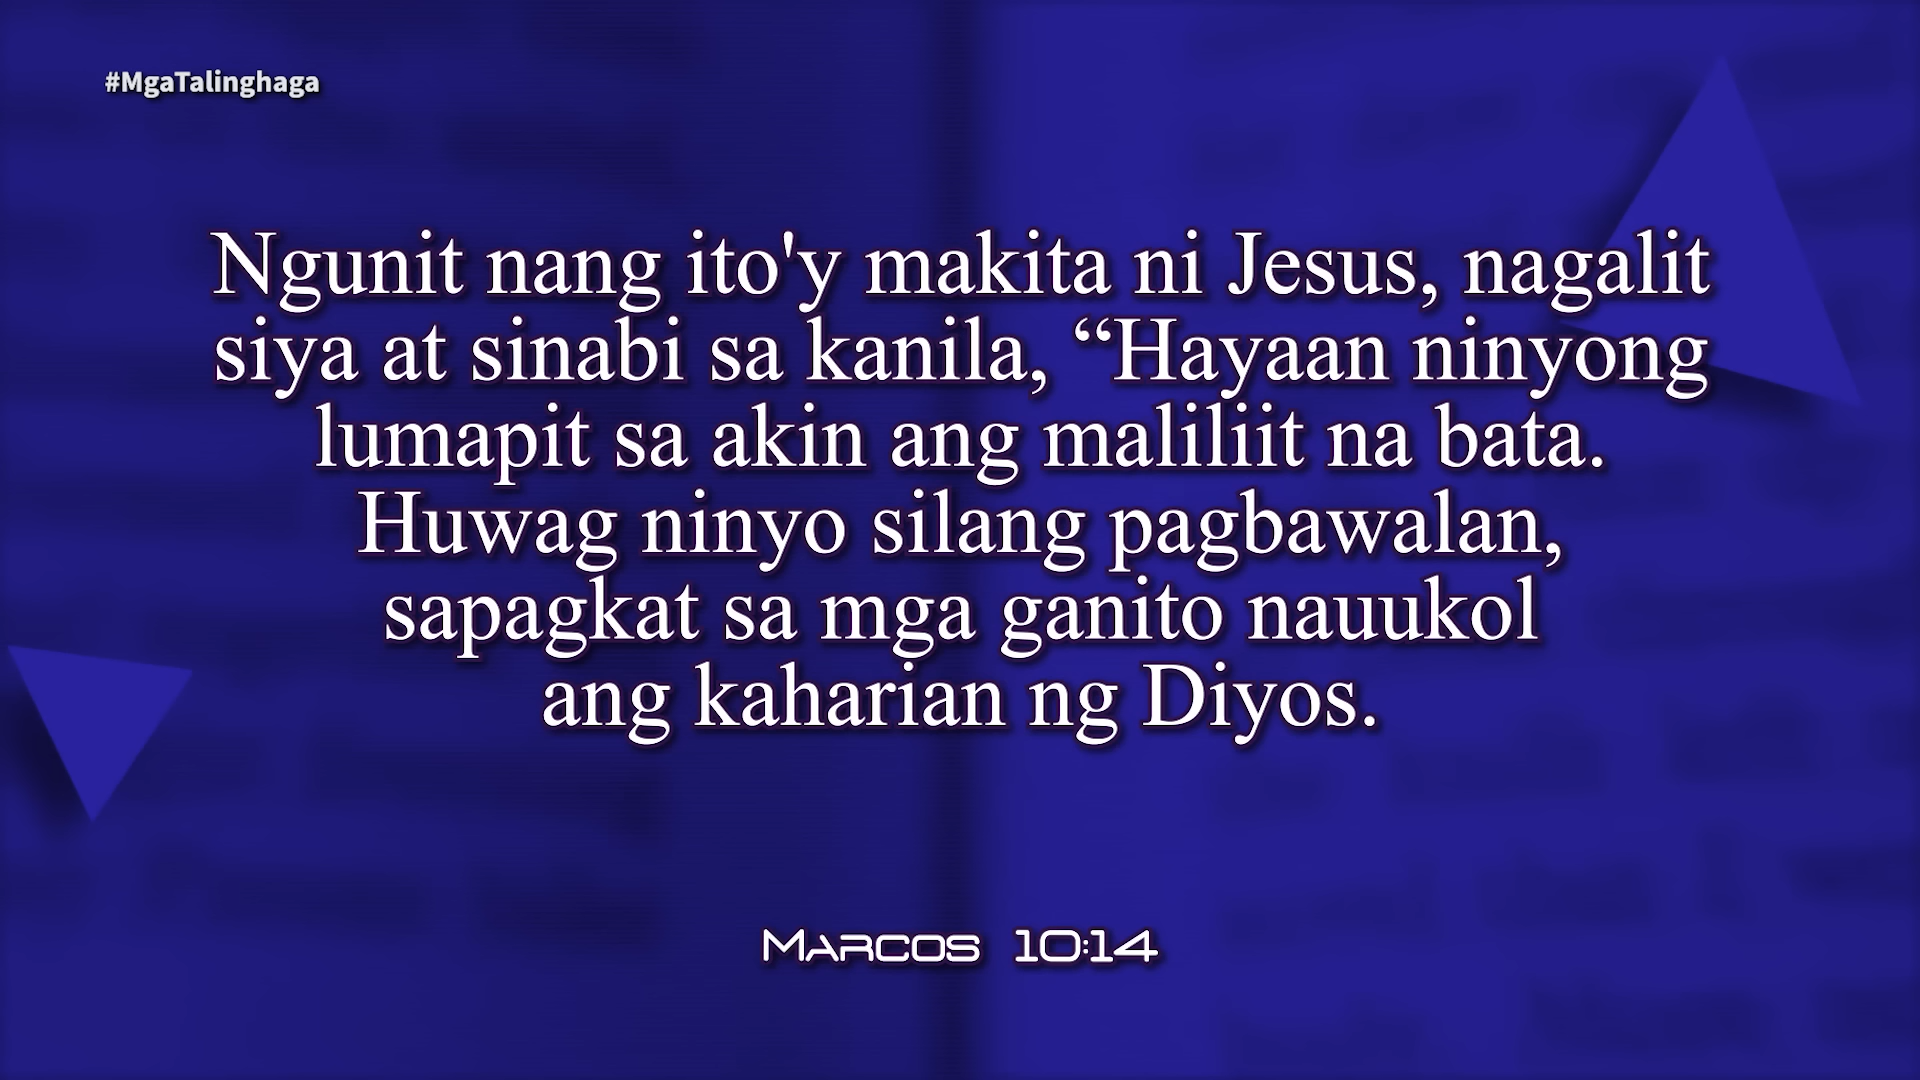 #MgaTalinghaga
Ngunit nang ito'y makita ni Jesus, nagalit
siya at sinabi sa kanila, “Hayaan ninyong
lumapit sa akin ang maliliit na bata.
Huwag ninyo silang pagbawalan,
sapagkat sa mga ganito nauukol
ang kaharian ng Diyos.
Marcos 10:14